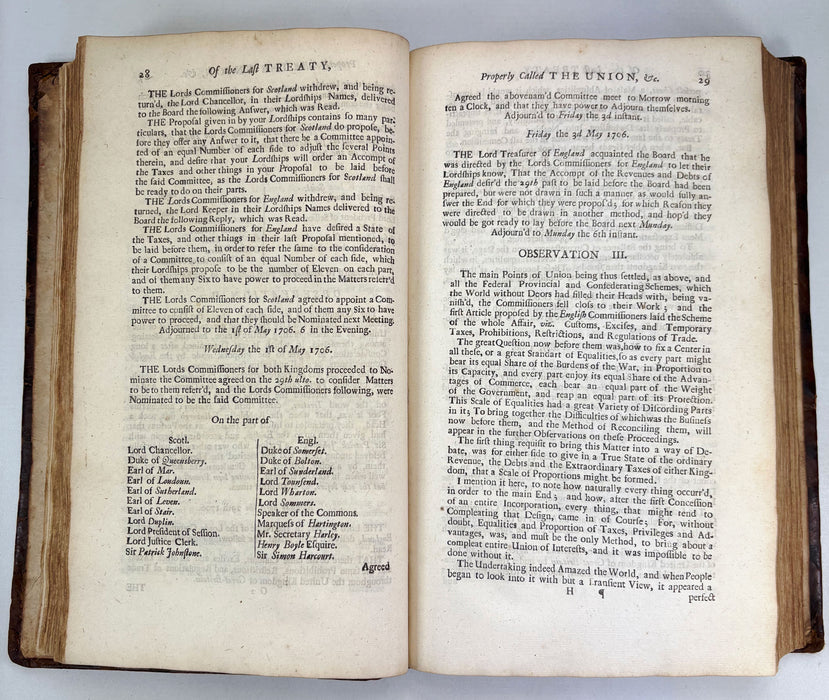 28
Of the Last TREATY,
THE Lords Commissioners for Scotland withdrew, and being re-
turn'd, the Lord Chancellor, in their Lordships Names, delivered
to the Board the following Answer, which was Read.
THE Proposal given in by your Lordships contains so many par-
ticulars, that the Lords Commissioners for Scotland do propose, be-
fore they offer any Answer to it, that there be a Committee appoin-
ted of an equal Number of each side to adjust the several Points
therein, and desire that your Lordships will order an Accompt of
the Taxes and other things in your Proposal to be laid before
the said Committee, as the Lords Commissioners for Scotland shall
be ready to do on their parts.
THE Lords Commissioners for England withdrew, and being re-
turned, the Lord Keeper in their Lordships Names delivered to the
Board the following Reply, which was Read.
THE Lords Commissioners for England have desired a State of
the Taxes, and other things in their last Proposal mentioned, to
be laid before them, in order to refer the same to the consideration
of a Committee, to consist of an equal Number of each side, which
their Lordships propose to be the number of Eleven on each part,
and of them any Six to have power to proceed in the Matters referr'd
to them.
THE Lords Commissioners for Scotland agreed to appoint a Com-
mittee to consist of Eleven of each side, and of them any Six to have
power to proceed, and that they should be Nominated next Meeting.
Adjourned to the 1st of May 1706. 6 in the Evening.
Wednesday the 1st of May 1706.
THE Lords Commissioners for both Kingdoms proceeded to No-
minate the Committee agreed on the 29th ulto. to consider Matters
to be to them referr'd, and the Lords Commissioners following, were
Nominated to be the said Committee.
On the part of
Scotl.
Lord Chancellor.
Duke of Queensberry.
Earl of Mar.
Earl of Loudoun.
Earl of Sutherland.
Earl of Leven.
Earl of Stair.
Lord Duplin.
Lord President of Session.
Lord Justice Clerk.
Sir Patrick Johnstone.
Engl.
Duke of Somerset.
Duke of Bolton.
Earl of Sunderland.
Lord Tounsend.
Lord Wharton.
Lord Sommers.
Speaker of the Commons.
Marquess of Hartington.
Mr. Secretary Harley.
Henry Boyle Esquire.
Sir Simon Harcourt.
Agreed
Properly Called THE UNION, &c.
29
Agreed the abovenam'd Committee meet to Morrow morning
ten a Clock, and that they have power to Adjourn themselves.
Adjourn'd to Friday the 3d instant.
Friday the 3d May 1706.
THE Lord Treasurer of England acquainted the Board that he
was directed by the Lords Commissioners for England to let their
Lordships know, That the Accompt of the Revenues and Debts of
England desir'd the 29th past to be laid before the Board had been
prepared, but were not drawn in such a manner as would fully an-
swer the End for which they were propos'd; for which Reason they
were directed to be drawn in another method, and hop'd they
would be got ready to lay before the Board next Munday.
Adjourn'd to Munday the 6th instant.
OBSERVATION III.
The main Points of Union being thus settled, as above, and
all the Federal Provincial and Confederating Schemes, which
the World without Doors had filled their Heads with, being va-
nish'd, the Commissioners fell closs to their Work; and the
first Article proposed by the English Commissioners laid the Scheme
of the whole Affair, viz. Customs, Excises, and Temporary
Taxes, Prohibitions, Restrictions, and Regulations of Trade.
The great Question now before them was, how to fix a Center in
all these, or a great Standart of Equalities, so as every part might
bear its equal Share of the Burdens of the War, in Proportion to
its Capacity, and every part enjoy its equal Share of the Advan-
tages of Commerce, each bear an equal part of the Weight
of the Government, and reap an equal part of its Protection.
This Scale of Equalities had a great Variety of Discording Parts
in it; To bring together the Difficulties of which was the Business
now before them, and the Method of Reconciling them, will
appear in the further Observations on these Proceedings.
The first thing requisit to bring this Matter into a way of De-
bate, was for either side to give in a True State of the ordinary
Revenue, the Debts and the Extraordinary Taxes of either King-
dom, that a Scale of Proportions might be formed.
I mention it here, to note how naturally every thing occurr'd,
in order to the main End; and how, after the first Concession
of an entire Incorporation, every thing, that might tend to
Compleating that Design, came in of Course; For, without
doubt, Equalities and Proportion of Taxes, Privileges and Ad-
vantages, was, and must be the only Method, to bring about a
compleat entire Union of Interests, and it was impossible to be
done without it.
The Undertaking indeed Amazed the World, and when People
began to look into it with but a Transient View, it appeared a
H ¶
perfect